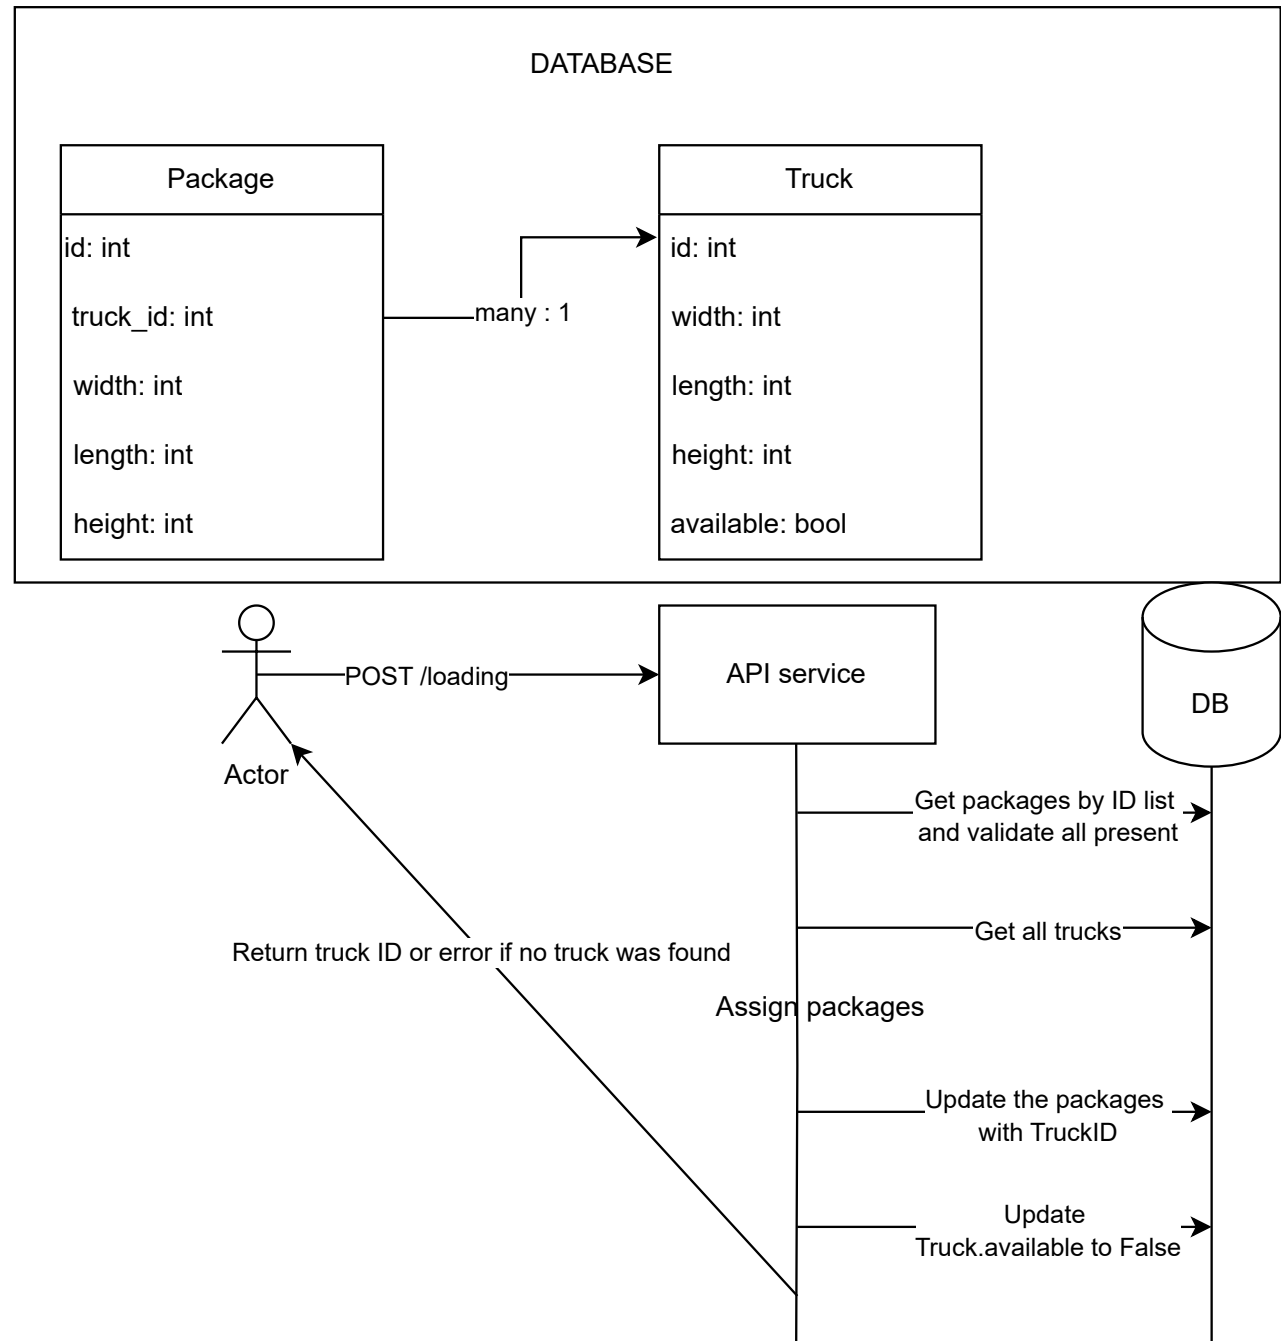 DATABASE
Package
id: int
truck_id: int
width: int
length: int
height: int
many : 1
Truck
id: int
width: int
length: int
height: int
available: bool
Actor
POST /loading
API service
DB
Get packages by ID list
and validate all present
Get all trucks
Return truck ID or error if no truck was found
Assign packages
Update the packages
with TruckID
Update
Truck.available to False